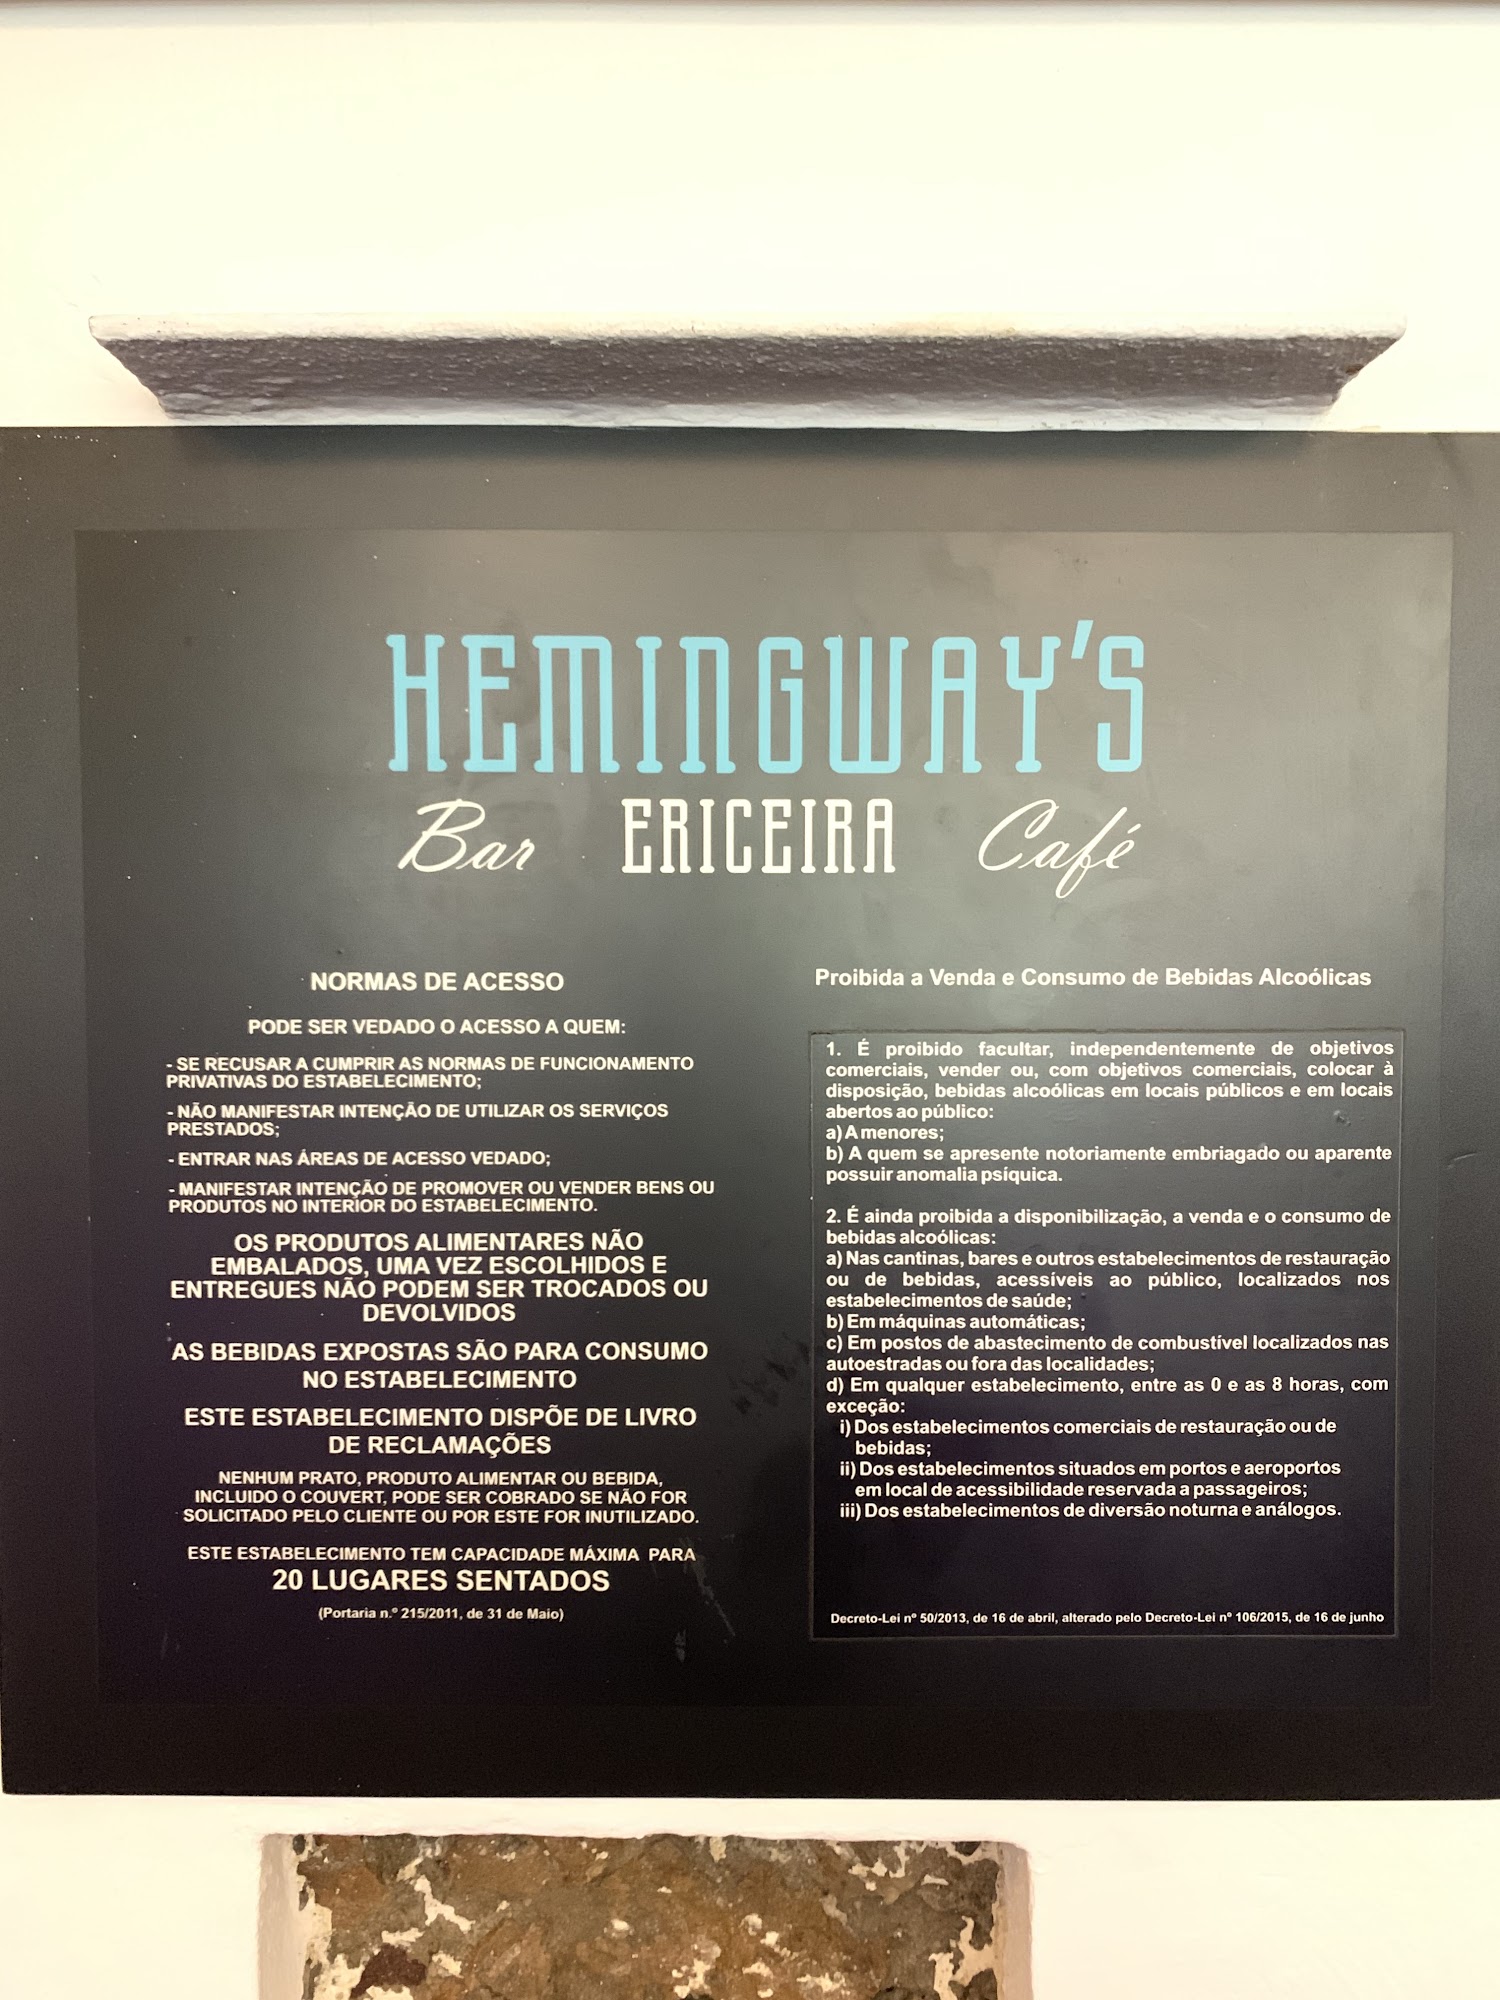 HEMINGWAY'S
Bar ERICEIRA Café
NORMAS DE ACESSO
PODE SER VEDADO O ACESSO A QUEM:
- SE RECUSAR A CUMPRIR AS NORMAS DE FUNCIONAMENTO
PRIVATIVAS DO ESTABELECIMENTO;
- NÃO MANIFESTAR INTENÇÃO DE UTILIZAR OS SERVIÇOS
PRESTADOS;
- ENTRAR NAS ÁREAS DE ACESSO VEDADO;
- MANIFESTAR INTENÇÃO DE PROMOVER OU VENDER BENS OU
PRODUTOS NO INTERIOR DO ESTABELECIMENTO.
OS PRODUTOS ALIMENTARES NÃO
EMBALADOS, UMA VEZ ESCOLHIDOS E
ENTREGUES NÃO PODEM SER TROCADOS OU
DEVOLVIDOS
AS BEBIDAS EXPOSTAS SÃO PARA CONSUMO
NO ESTABELECIMENTO
ESTE ESTABELECIMENTO DISPÕE DE LIVRO
DE RECLAMAÇÕES
NENHUM PRATO, PRODUTO ALIMENTAR OU BEBIDA,
INCLUIDO O COUVERT, PODE SER COBRADO SE NÃO FOR
SOLICITADO PELO CLIENTE OU POR ESTE FOR INUTILIZADO.
ESTE ESTABELECIMENTO TEM CAPACIDADE MÁXIMA PARA
20 LUGARES SENTADOS
(Portaria n.º 215/2011, de 31 de Maio)
Proibida a Venda e Consumo de Bebidas Alcoólicas
1. É proibido facultar, independentemente de objetivos
comerciais, vender ou, com objetivos comerciais, colocar à
disposição, bebidas alcoólicas em locais públicos e em locais
abertos ao público:
a) A menores;
b) A quem se apresente notoriamente embriagado ou aparente
possuir anomalia psíquica.
2. É ainda proibida a disponibilização, a venda e o consumo de
bebidas alcoólicas:
a) Nas cantinas, bares e outros estabelecimentos de restauração
ou de bebidas, acessíveis ao público, localizados nos
estabelecimentos de saúde;
b) Em máquinas automáticas;
c) Em postos de abastecimento de combustível localizados nas
autoestradas ou fora das localidades;
d) Em qualquer estabelecimento, entre as 0 e as 8 horas, com
exceção:
i) Dos estabelecimentos comerciais de restauração ou de
bebidas;
ii) Dos estabelecimentos situados em portos e aeroportos
em local de acessibilidade reservada a passageiros;
iii) Dos estabelecimentos de diversão noturna e análogos.
Decreto-Lei nº 50/2013, de 16 de abril, alterado pelo Decreto-Lei nº 106/2015, de 16 de junho